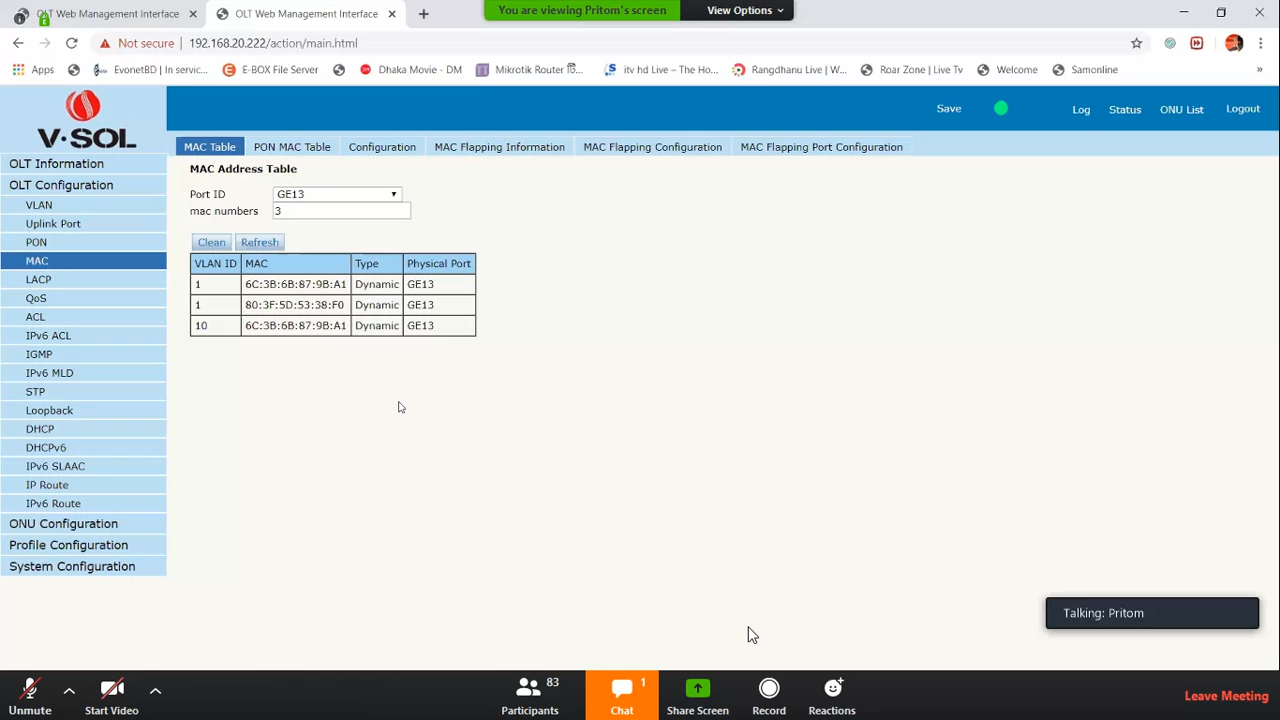 OLT Web Management Interface
OLT Web Management Interface
You are viewing Pritom's screen
View Options
Not secure
192.168.20.222/action/main.html
Apps
EvonetBD | In servic...
E-BOX File Server
Dhaka Movie - DM
Mikrotik Router
itv hd Live – The Ho...
Rangdhanu Live | W...
Roar Zone | Live Tv
Welcome
Samonline
»
V·SOL
Save
Log
Status
ONU List
Logout
MAC Table
PON MAC Table
Configuration
MAC Flapping Information
MAC Flapping Configuration
MAC Flapping Port Configuration
OLT Information
OLT Configuration
VLAN
Uplink Port
PON
MAC
LACP
QoS
ACL
IPv6 ACL
IGMP
IPv6 MLD
STP
Loopback
DHCP
DHCPv6
IPv6 SLAAC
IP Route
IPv6 Route
ONU Configuration
Profile Configuration
System Configuration
MAC Address Table
Port ID GE13
mac numbers 3
Clean Refresh
VLAN ID MAC Type Physical Port
1 6C:3B:6B:87:9B:A1 Dynamic GE13
1 80:3F:5D:53:38:F0 Dynamic GE13
10 6C:3B:6B:87:9B:A1 Dynamic GE13
Talking: Pritom
Unmute
Start Video
83
Participants
1
Chat
Share Screen
Record
Reactions
Leave Meeting